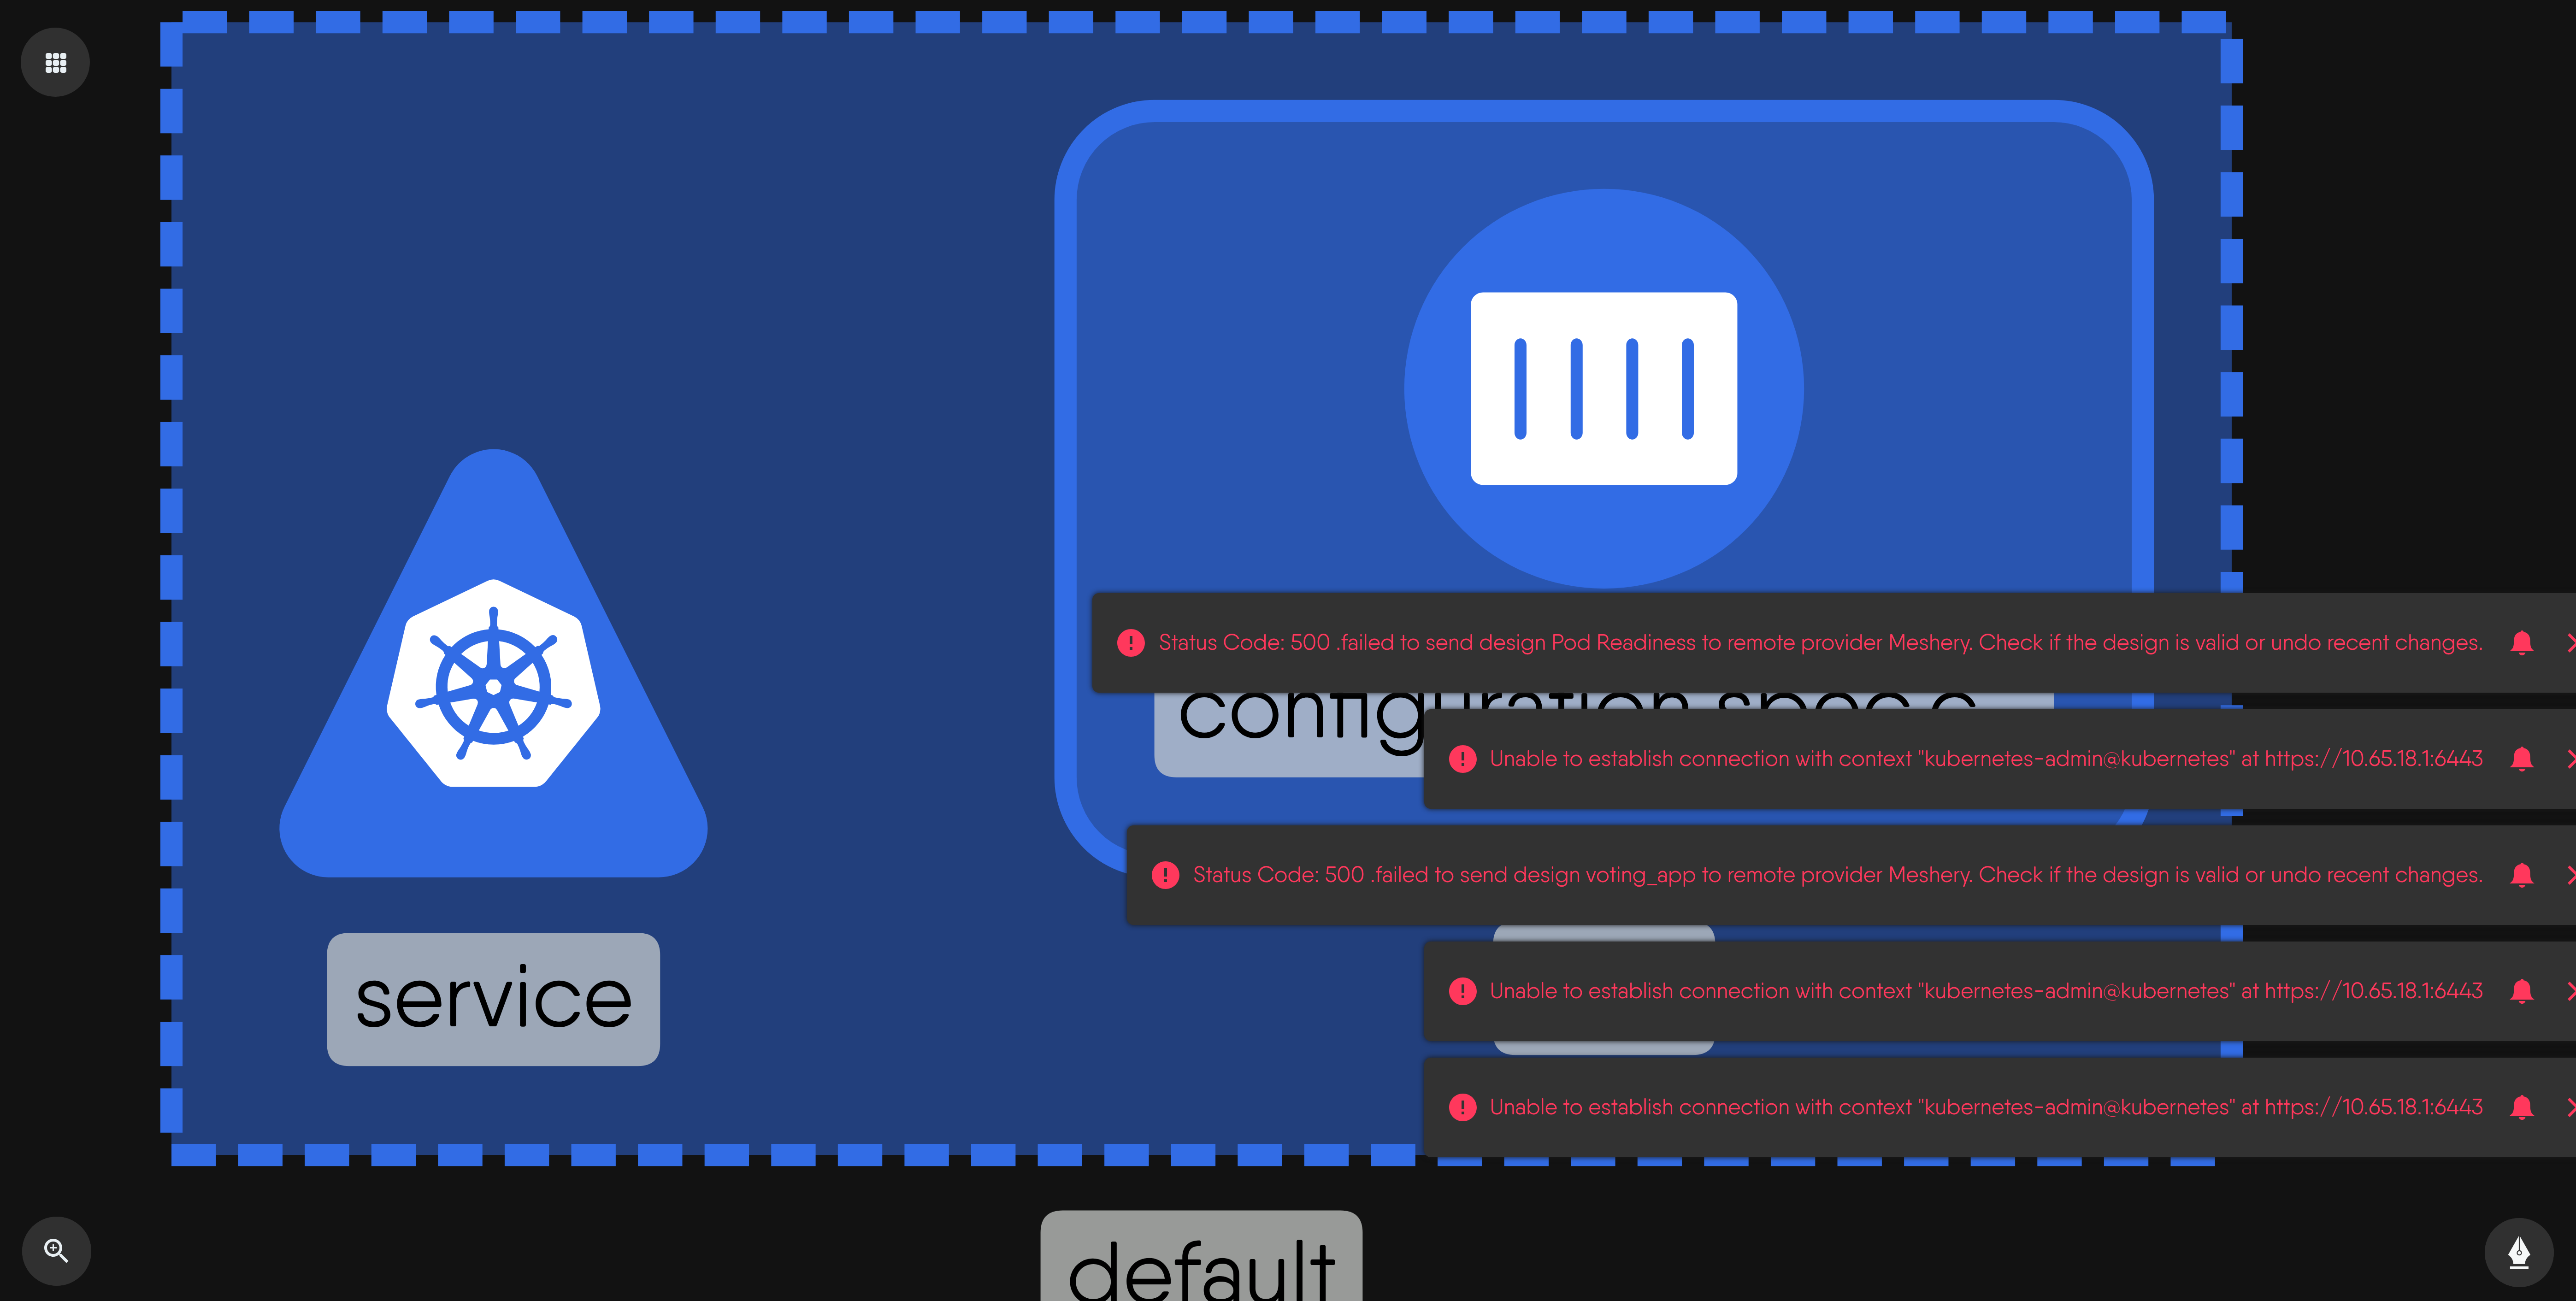 Status Code: 500 .failed to send design Pod Readiness to remote provider Meshery. Check if the design is valid or undo recent changes.
configuration.spec.c
Unable to establish connection with context "kubernetes-admin@kubernetes" at https://10.65.18.1:6443
Status Code: 500 .failed to send design voting_app to remote provider Meshery. Check if the design is valid or undo recent changes.
service
Unable to establish connection with context "kubernetes-admin@kubernetes" at https://10.65.18.1:6443
Unable to establish connection with context "kubernetes-admin@kubernetes" at https://10.65.18.1:6443
default